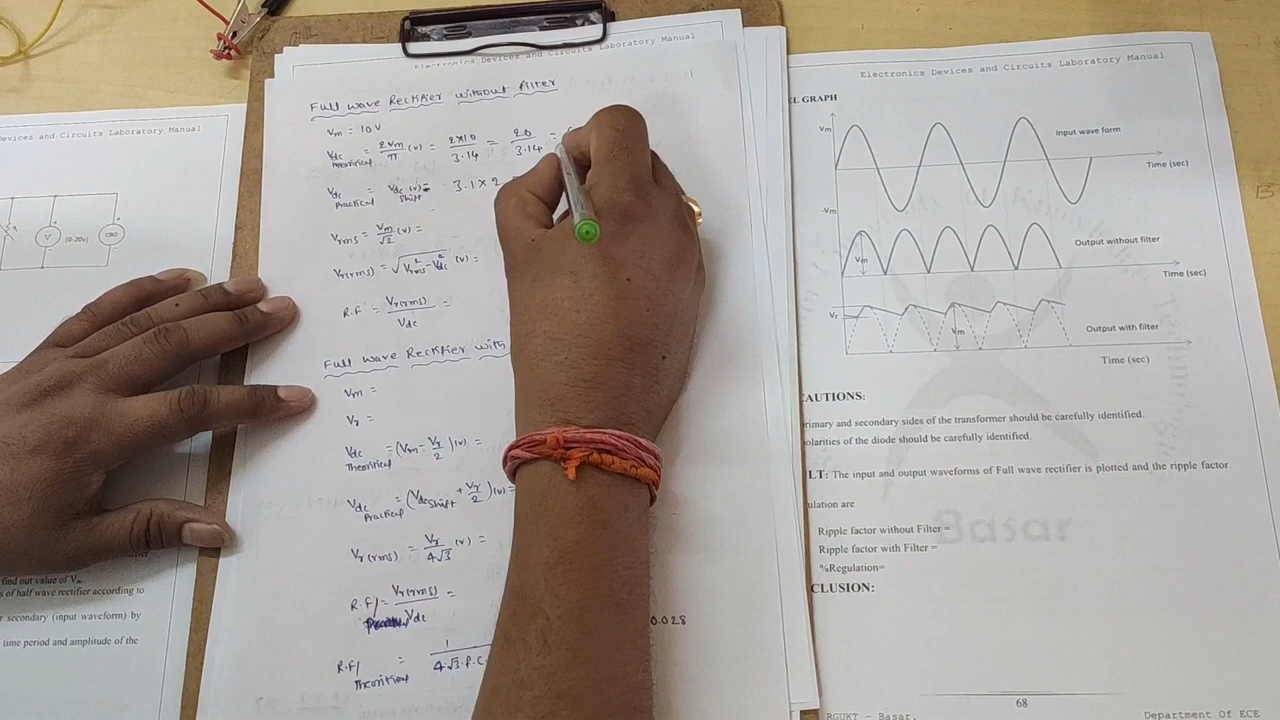 evices and Circuits Laboratory Manual
V
(0-20v)
CRO
find out value of Vm.
s of half wave rectifier according to
r secondary (input waveform) by
time period and amplitude of the
Electronics Devices and Circuits Laboratory Manual
Full wave Rectifier without filter
Vm = 10V
Vdc Theoritical = 2Vm/π (V) = 2×10/3.14 = 20/3.14 =
Vdc Practical = Vdc shift (V) = 3.1×2
Vrms = Vm/√2 (V) =
Vr(rms) = √(Vrms² - Vdc²) (V) =
R.F = Vr(rms)/Vdc =
Full wave Rectifier with
Vm =
Vr =
Vdc Theoritical = (Vm - Vr/2) (V) =
Vdc Practical = (Vdc shift + Vr/2) (V) =
Vr(rms) = Vr/4√3 (V) =
R.F/ = Vr(rms)/Vdc =
0.028
R.F/ Theoritical = 1/4√3.f.C.
Electronics Devices and Circuits Laboratory Manual
EL GRAPH
Vm
Input wave form
Time (sec)
-Vm
Vm
Output without filter
Time (sec)
Vr
Vm
Output with filter
Time (sec)
AUTIONS:
rimary and secondary sides of the transformer should be carefully identified.
olarities of the diode should be carefully identified.
LT: The input and output waveforms of Full wave rectifier is plotted and the ripple factor
ulation are
Ripple factor without Filter =
Ripple factor with Filter =
%Regulation=
Basar
CLUSION:
68
RGUKT - Basar.
Department Of ECE